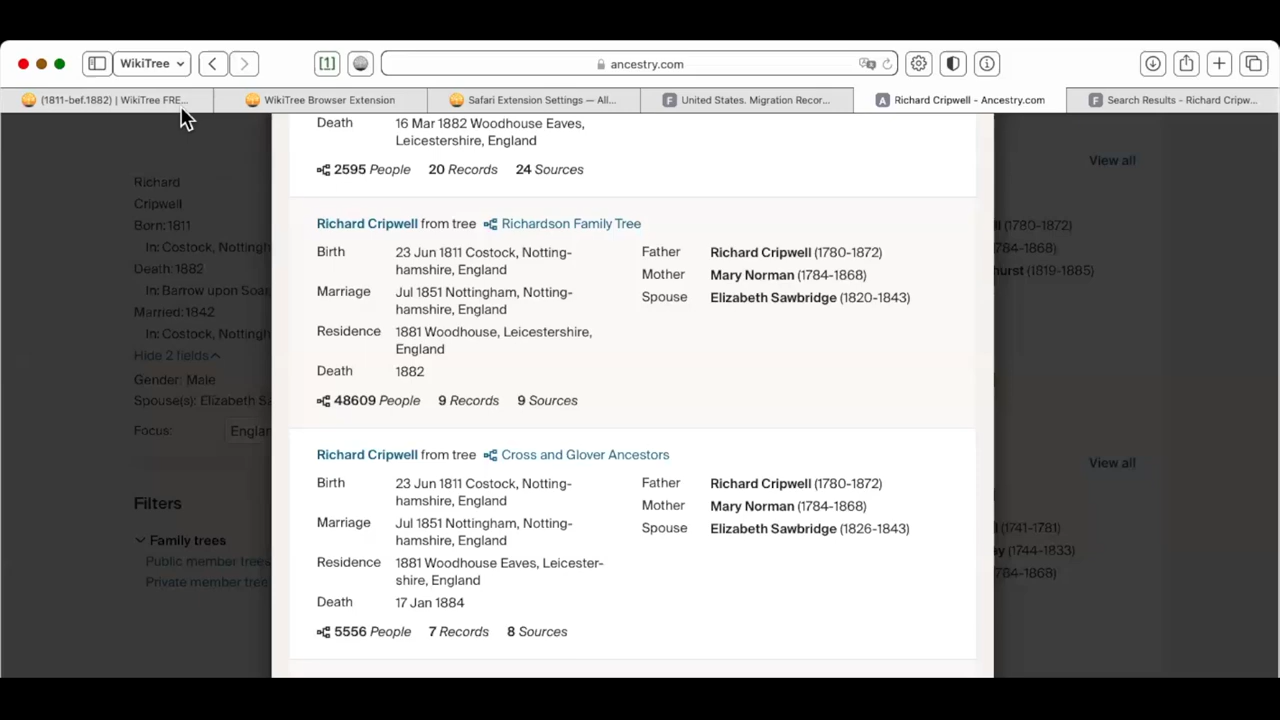 WikiTree
[1]
ancestry.com
(1811-bef.1882) | WikiTree FRE...
WikiTree Browser Extension
Safari Extension Settings — All...
United States. Migration Recor...
Richard Cripwell - Ancestry.com
Search Results - Richard Cripw...
Death 16 Mar 1882 Woodhouse Eaves,
Leicestershire, England
2595 People 20 Records 24 Sources
View all
Richard
Cripwell
Born: 1811
In: Costock, Nottingh
Death: 1882
In: Barrow upon Soa
Married: 1842
In: Costock, Nottingh
Hide 2 fields
Gender: Male
Spouse(s): Elizabeth S
Focus: Englan
Filters
Family trees
Public member trees
Private member tree
Richard Cripwell from tree Richardson Family Tree
Birth 23 Jun 1811 Costock, Notting-
hamshire, England
Marriage Jul 1851 Nottingham, Notting-
hamshire, England
Residence 1881 Woodhouse, Leicestershire,
England
Death 1882
Father Richard Cripwell (1780-1872)
Mother Mary Norman (1784-1868)
Spouse Elizabeth Sawbridge (1820-1843)
48609 People 9 Records 9 Sources
Richard Cripwell from tree Cross and Glover Ancestors
Birth 23 Jun 1811 Costock, Notting-
hamshire, England
Marriage Jul 1851 Nottingham, Notting-
hamshire, England
Residence 1881 Woodhouse Eaves, Leicester-
shire, England
Death 17 Jan 1884
Father Richard Cripwell (1780-1872)
Mother Mary Norman (1784-1868)
Spouse Elizabeth Sawbridge (1826-1843)
5556 People 7 Records 8 Sources
ll (1780-1872)
784-1868)
hurst (1819-1885)
View all
ll (1741-1781)
sy (1744-1833)
764-1868)